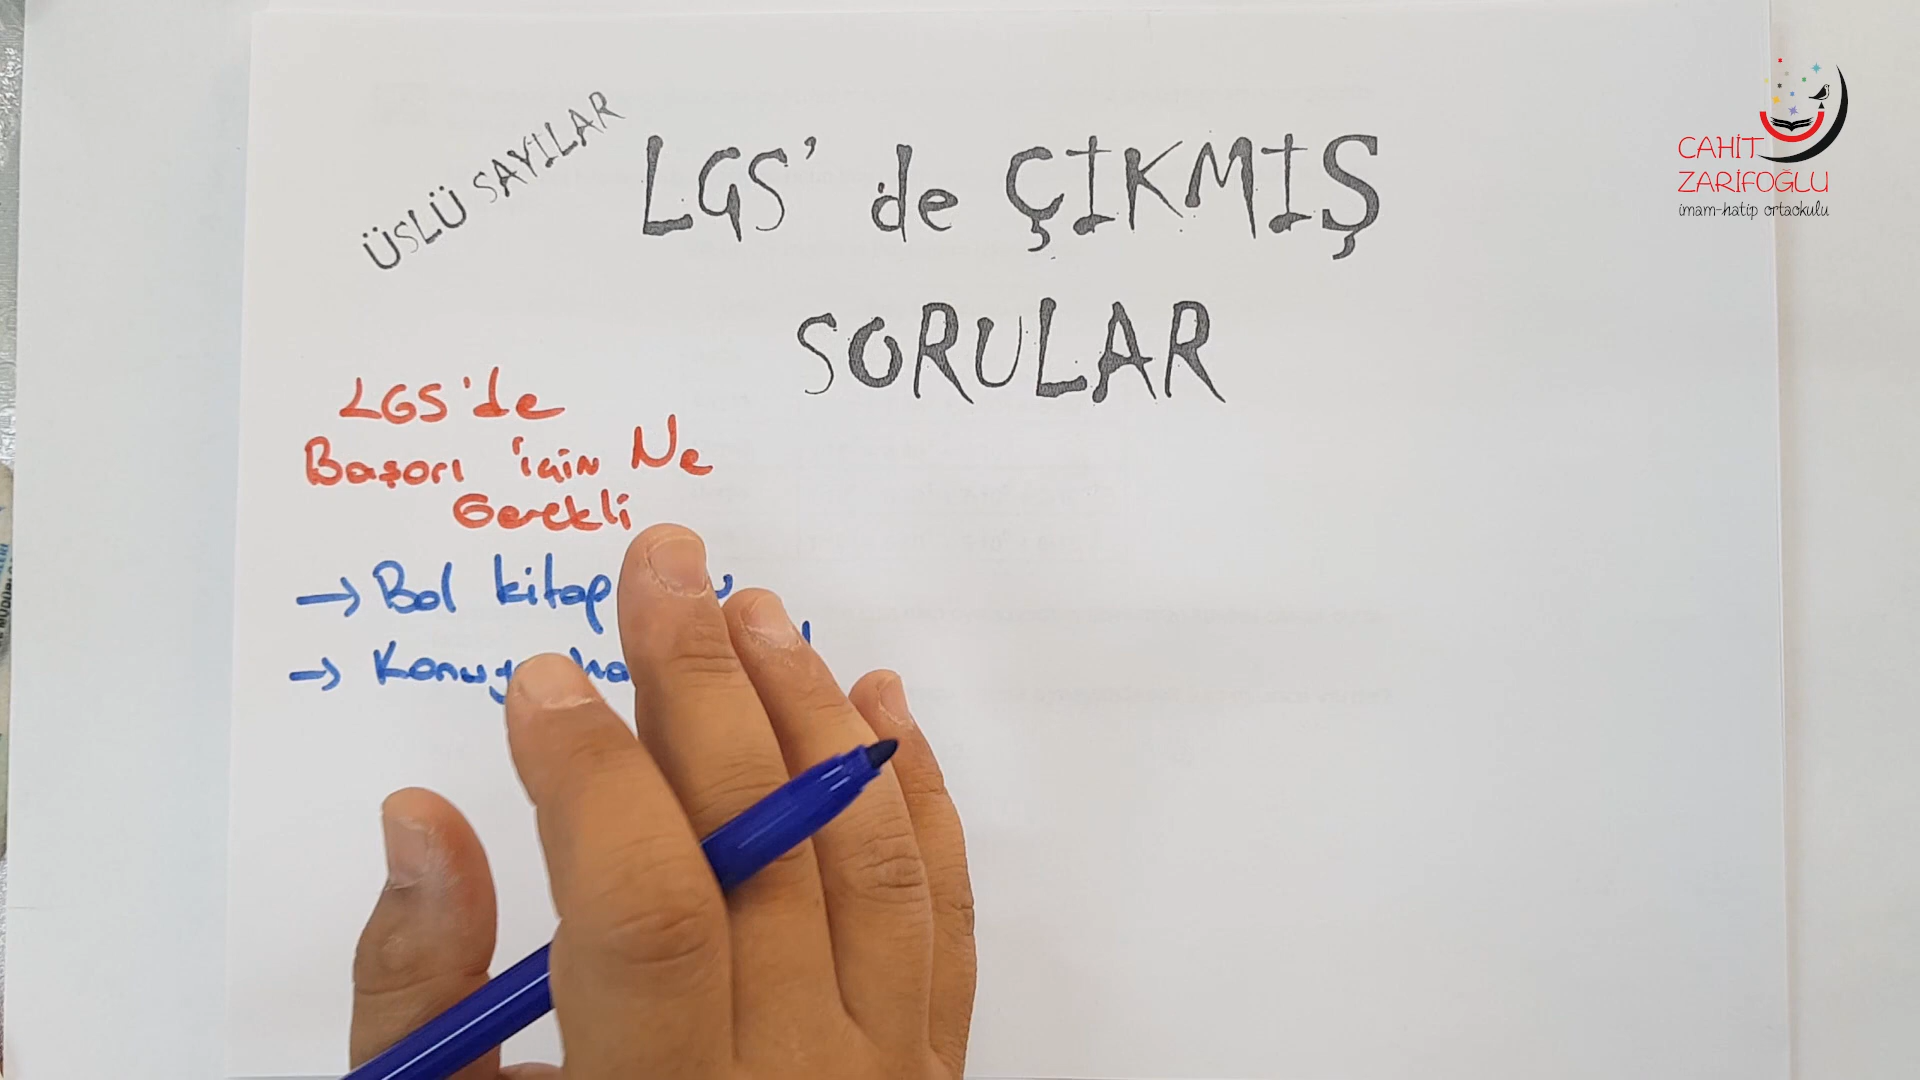 ÜSLÜ SAYILAR
LGS' de ÇIKMIŞ
SORULAR
LGS'de
Başarı için Ne
Gerekli
→ Bol kitap
→
CAHİT
ZARİFOĞLU
imam-hatip ortaokulu